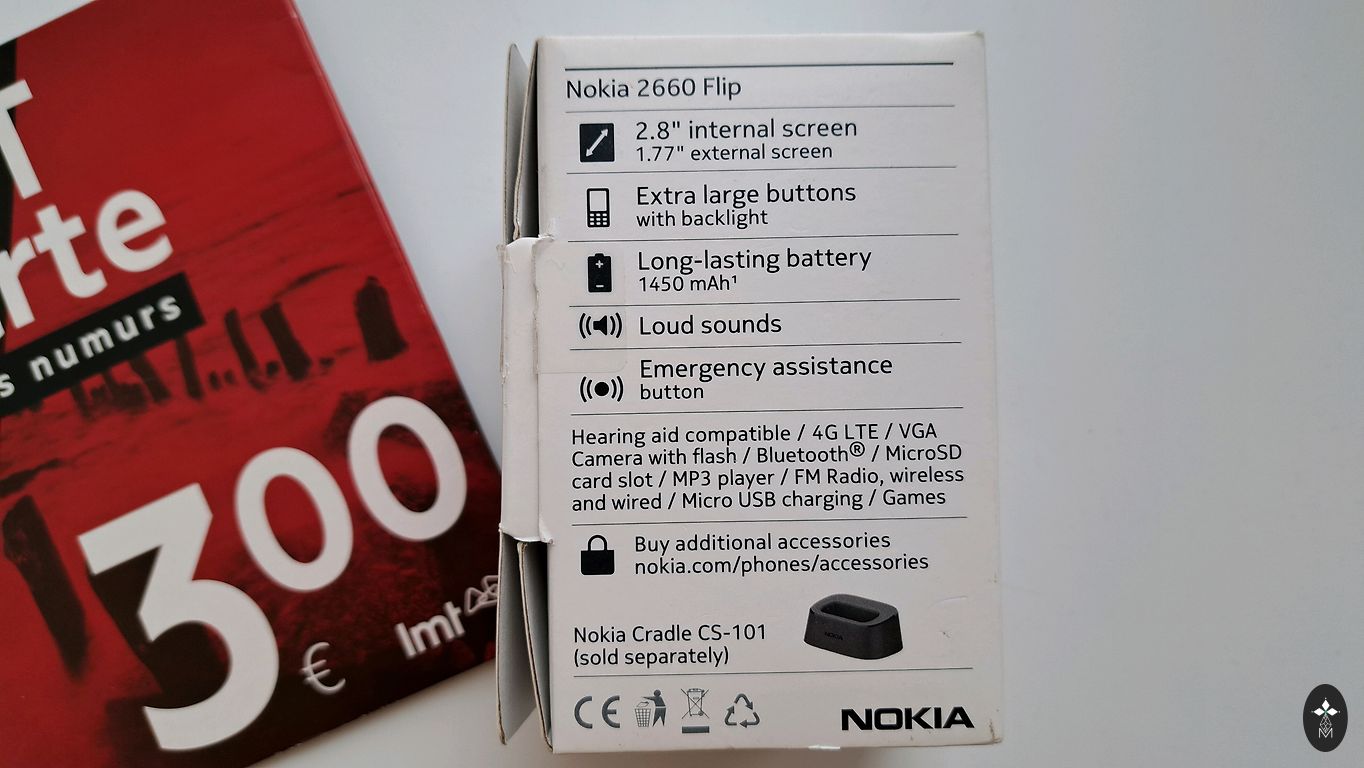 T
rte
s numurs
3⁰⁰
€
lmt
Nokia 2660 Flip
2.8" internal screen
1.77" external screen
Extra large buttons
with backlight
Long-lasting battery
1450 mAh¹
Loud sounds
Emergency assistance
button
Hearing aid compatible / 4G LTE / VGA
Camera with flash / Bluetooth® / MicroSD
card slot / MP3 player / FM Radio, wireless
and wired / Micro USB charging / Games
Buy additional accessories
nokia.com/phones/accessories
Nokia Cradle CS-101
(sold separately)
NOKIA
CE
NOKIA
M